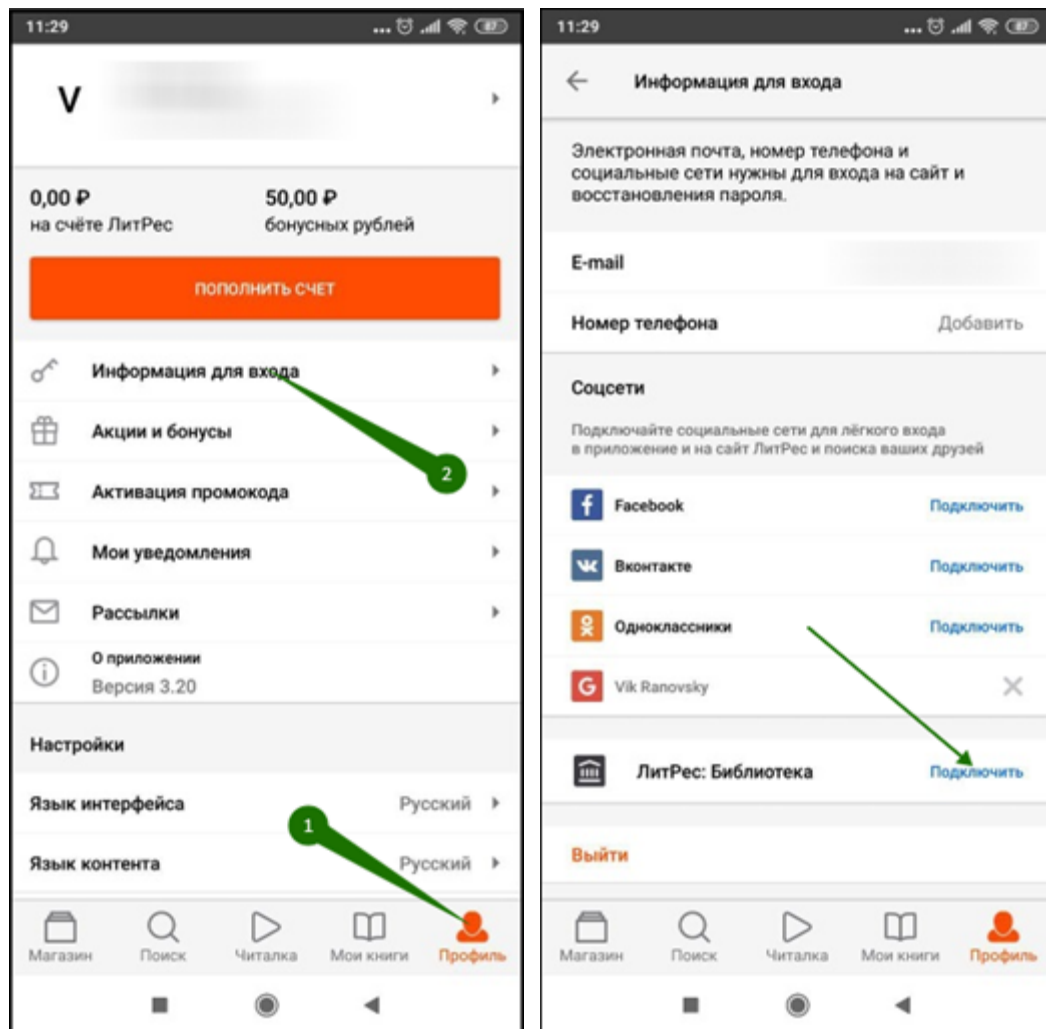 11:29
87
V
0,00 ₽
50,00 ₽
на счёте ЛитРес
бонусных рублей
ПОПОЛНИТЬ СЧЕТ
Информация для входа
Акции и бонусы
2
Активация промокода
Мои уведомления
Рассылки
О приложении
Версия 3.20
Настройки
Язык интерфейса
Русский
1
Язык контента
Русский
Магазин
Поиск
Читалка
Мои книги
Профиль
11:29
87
Информация для входа
Электронная почта, номер телефона и
социальные сети нужны для входа на сайт и
восстановления пароля.
E-mail
Номер телефона
Добавить
Соцсети
Подключайте социальные сети для лёгкого входа
в приложение и на сайт ЛитРес и поиска ваших друзей
Facebook
Подключить
Вконтакте
Подключить
Одноклассники
Подключить
G
Vik Ranovsky
ЛитРес: Библиотека
Подключить
Выйти
Магазин
Поиск
Читалка
Мои книги
Профиль